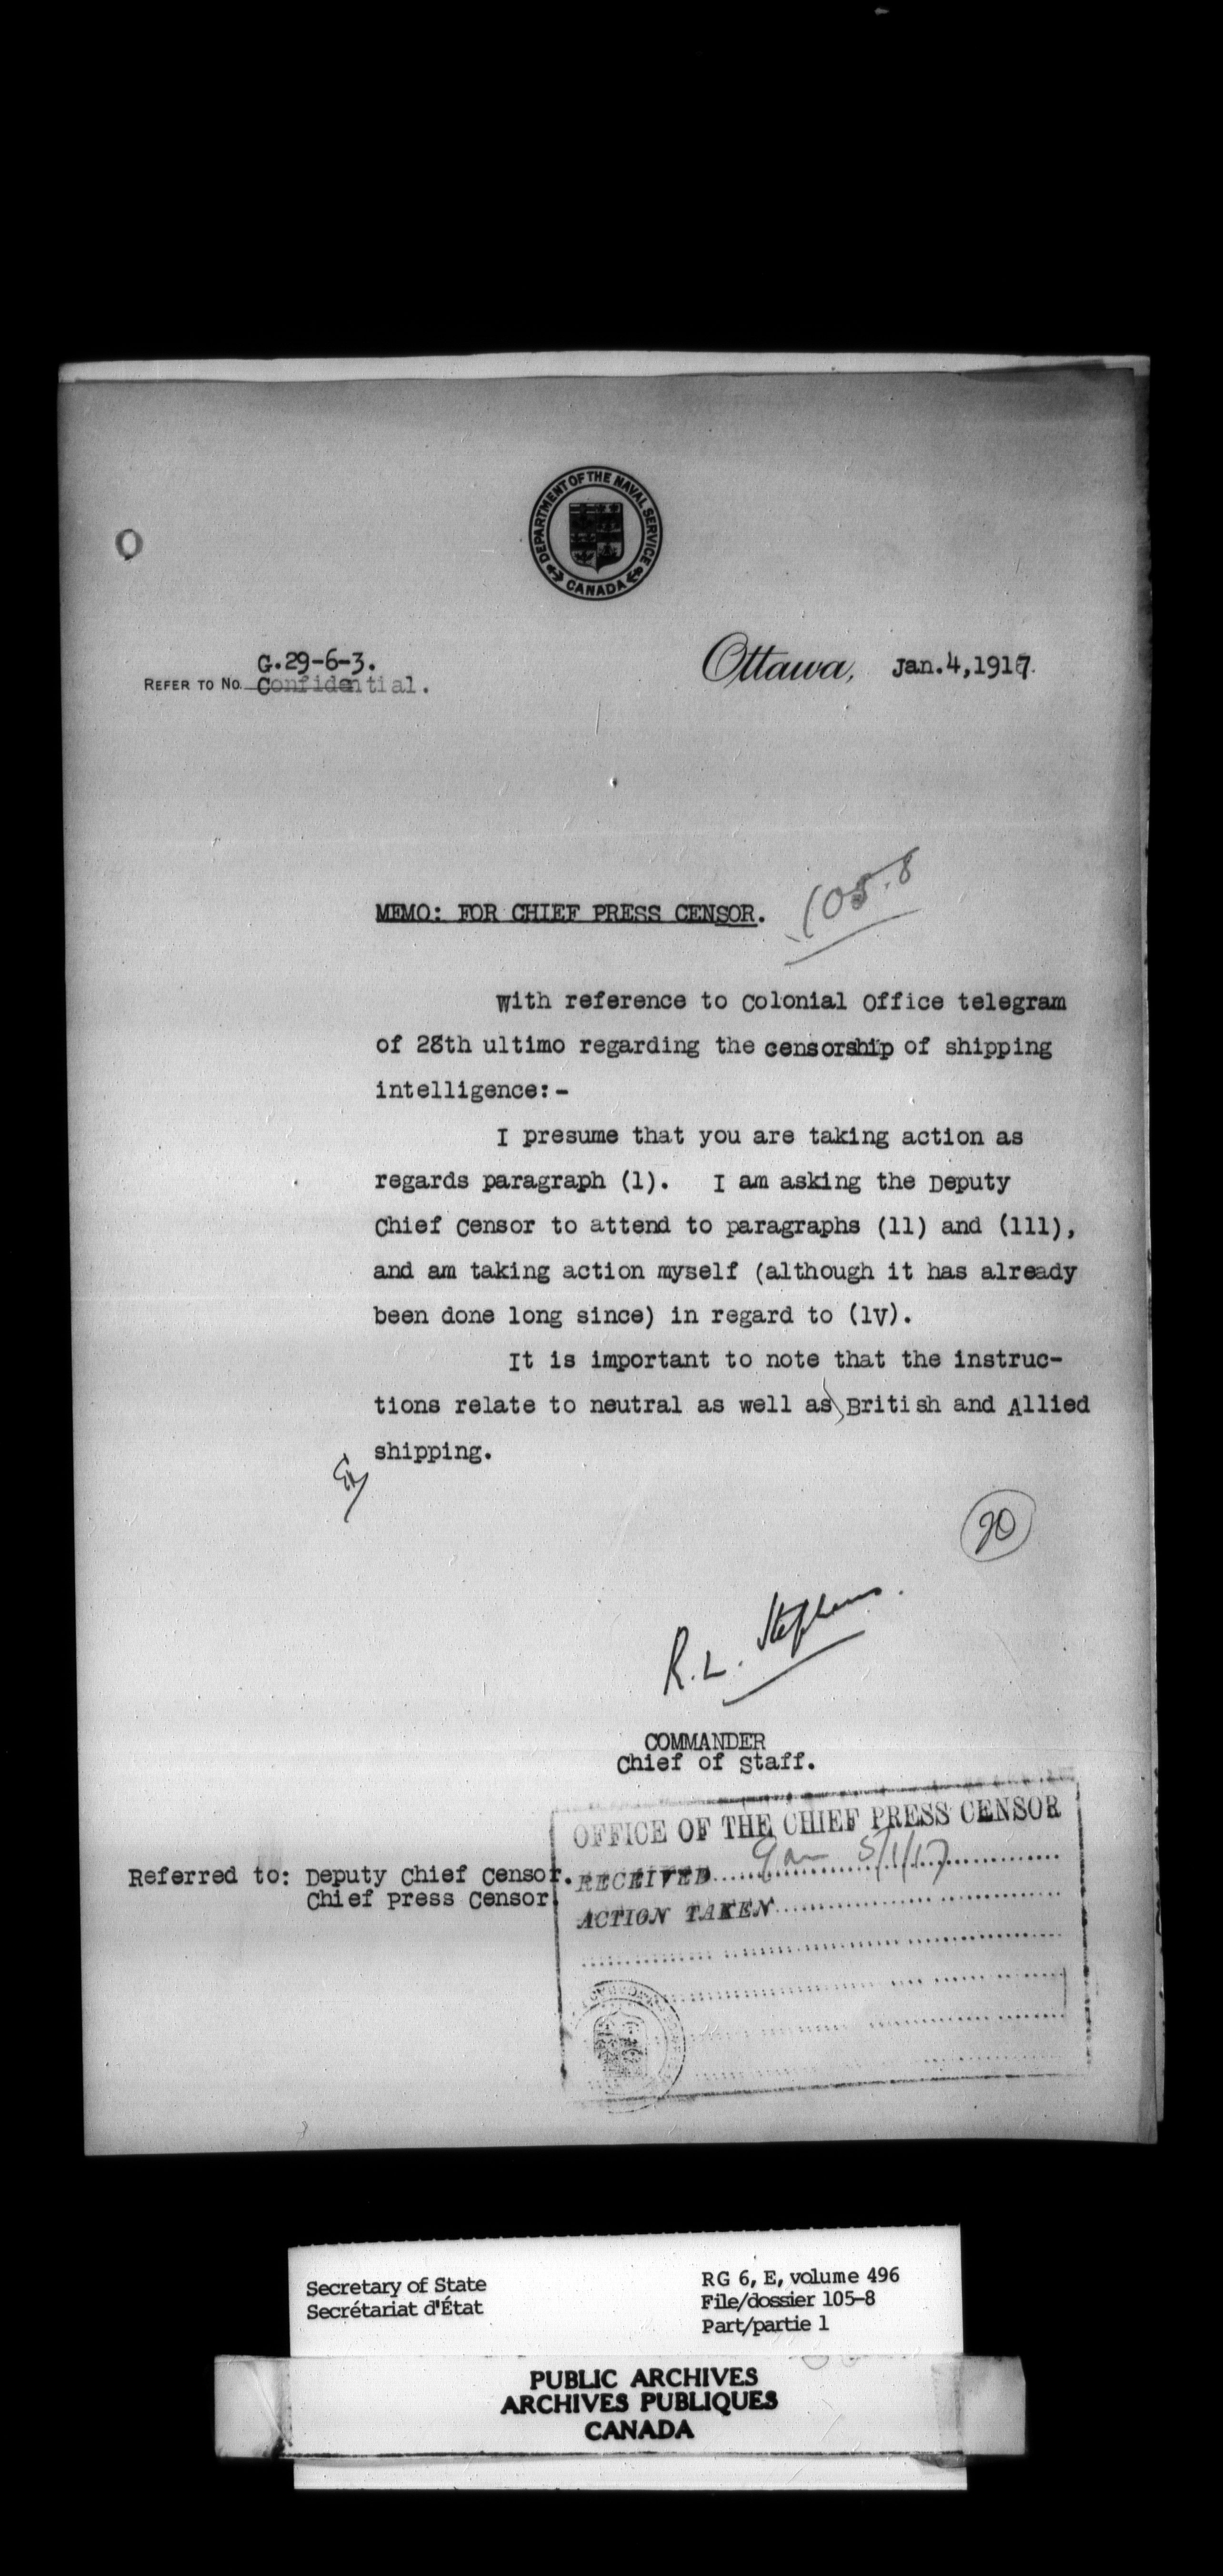 DEPARTMENT OF THE NAVAL SERVICE
CANADA
G.29-6-3.
REFER TO No. Confidential.
Ottawa, Jan.4,1917.
105.8
MEMO: FOR CHIEF PRESS CENSOR.
With reference to Colonial Office telegram
of 28th ultimo regarding the censorship of shipping
intelligence:-
I presume that you are taking action as
regards paragraph (1). I am asking the Deputy
Chief Censor to attend to paragraphs (11) and (111),
and am taking action myself (although it has already
been done long since) in regard to (1V).
It is important to note that the instruc-
tions relate to neutral as well as British and Allied
shipping.
20
R.L. Stephens.
COMMANDER
Chief of Staff.
OFFICE OF THE CHIEF PRESS CENSOR
RECEIVED 9 am 5/1/17
ACTION TAKEN
Referred to: Deputy Chief Censor.
Chief Press Censor.
Secretary of State
Secrétariat d'État
RG 6, E, volume 496
File/dossier 105-8
Part/partie 1
PUBLIC ARCHIVES
ARCHIVES PUBLIQUES
CANADA